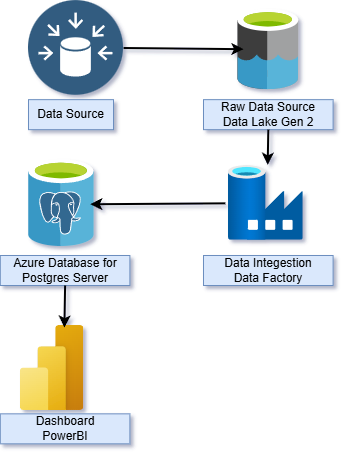 Data Source
Raw Data Source
Data Lake Gen 2
Azure Database for
Postgres Server
Data Integestion
Data Factory
Dashboard
PowerBI